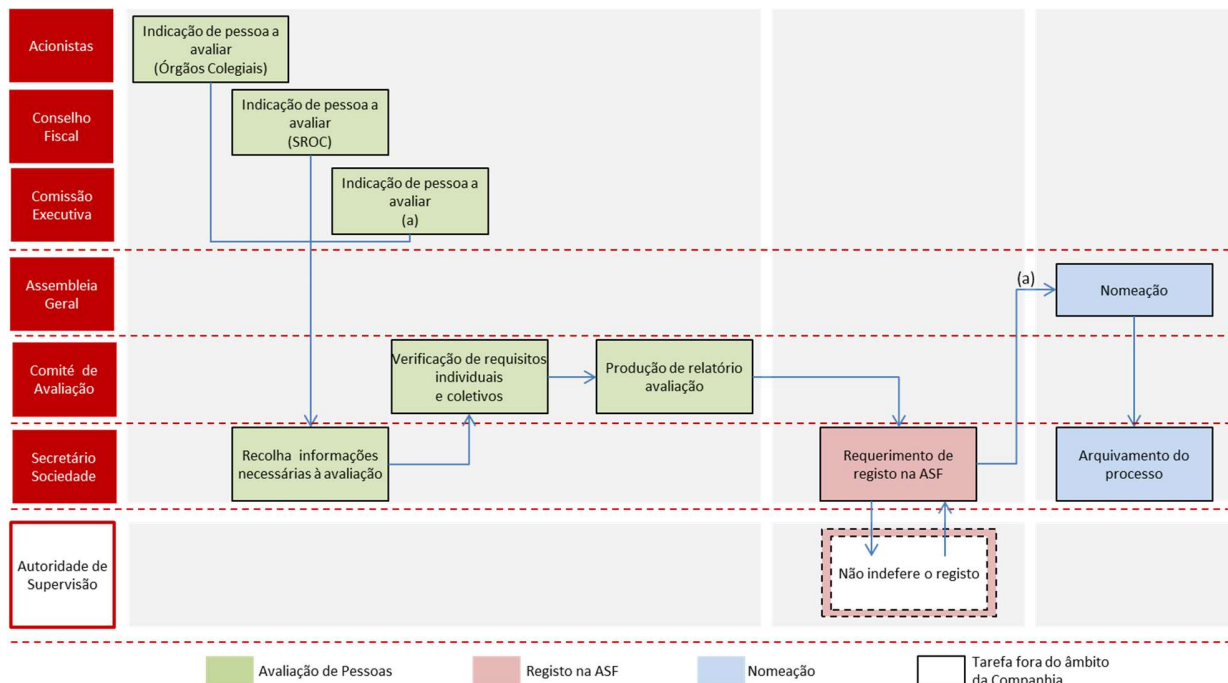 Acionistas
Indicação de pessoa a
avaliar
(Órgãos Colegiais)
Conselho
Fiscal
Indicação de pessoa a
avaliar
(SROC)
Comissão
Executiva
Indicação de pessoa a
avaliar
(a)
Assembleia
Geral
(a)
Nomeação
Comité de
Avaliação
Verificação de requisitos
individuais
e coletivos
Produção de relatório
avaliação
Secretário
Sociedade
Recolha informações
necessárias à avaliação
Requerimento de
registo na ASF
Arquivamento do
processo
Autoridade de
Supervisão
Não indefere o registo
Avaliação de Pessoas
Registo na ASF
Nomeação
Tarefa fora do âmbito
da Companhia